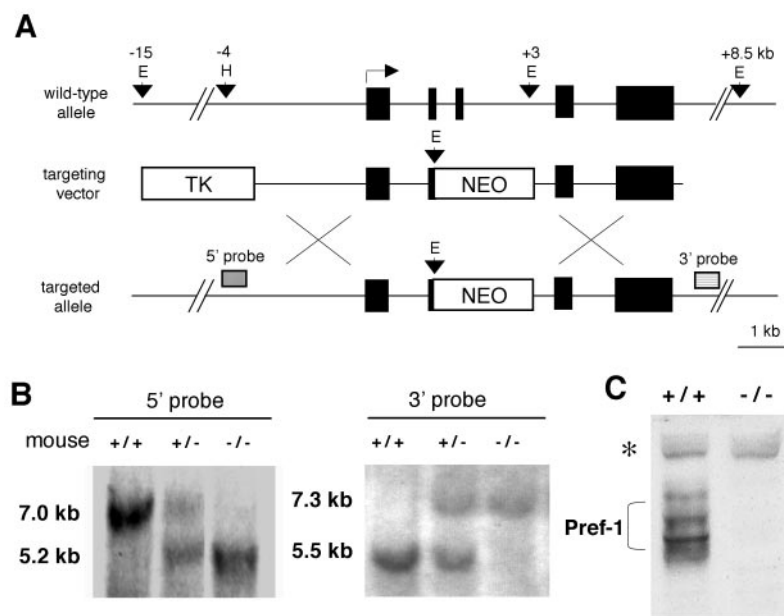 A
-15 -4 +3 +8.5 kb
E H E E
wild-type
allele
E
targeting
vector
TK NEO
5' probe E 3' probe
targeted
allele
NEO
1 kb
B
5' probe 3' probe
mouse +/+ +/- -/- +/+ +/- -/-
7.0 kb 7.3 kb
5.2 kb 5.5 kb
C
+/+ -/-
*
Pref-1